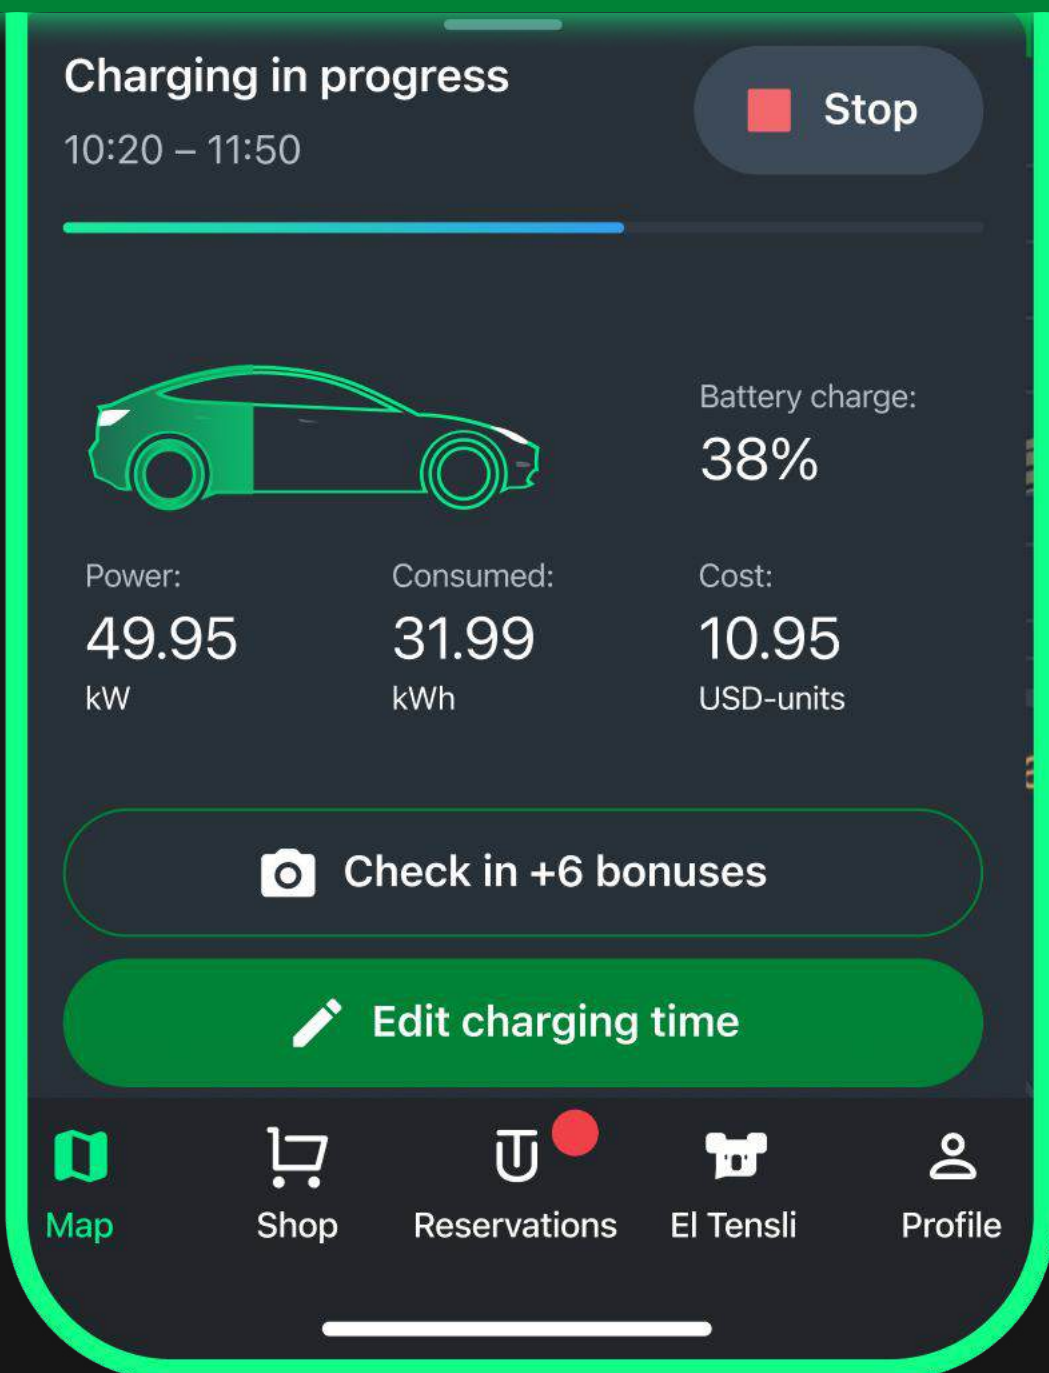 Charging in progress
Stop
10:20 – 11:50
Battery charge:
38%
Power:
Consumed:
Cost:
49.95
31.99
10.95
kW
kWh
USD-units
Check in +6 bonuses
Edit charging time
Map
Shop
Reservations
El Tensli
Profile